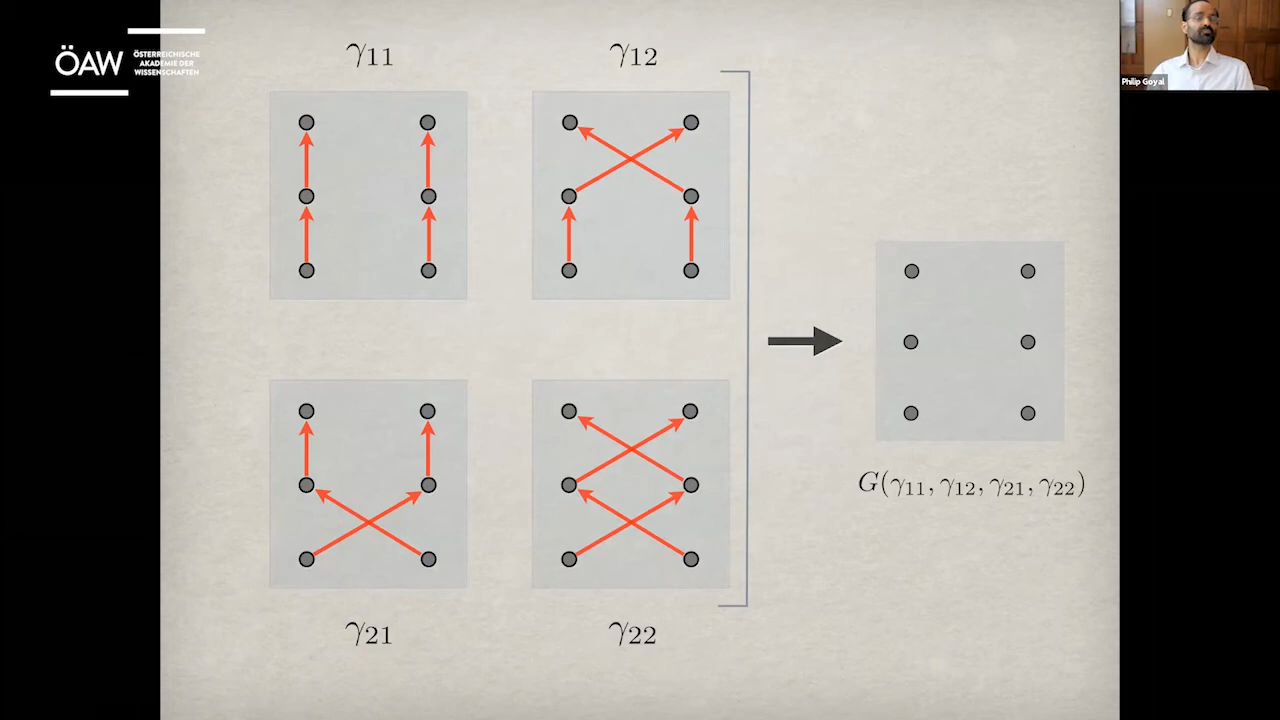 ÖAW
ÖSTERREICHISCHE
AKADEMIE DER
WISSENSCHAFTEN
γ11
γ12
Philip Goyal
G(γ11, γ12, γ21, γ22)
γ21
γ22